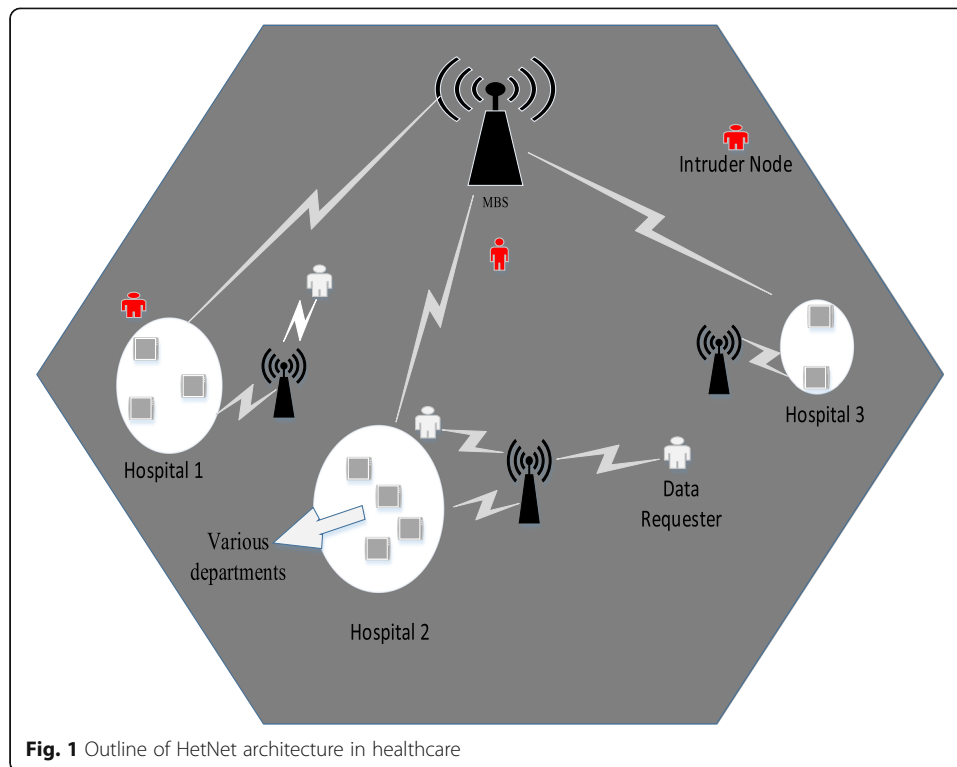 MBS
Intruder Node
Hospital 1
Hospital 3
Data
Requester
Various
departments
Hospital 2
Fig. 1 Outline of HetNet architecture in healthcare